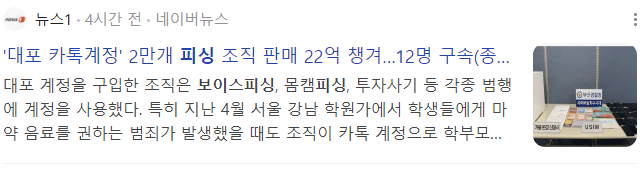 뉴스1 · 4시간 전 · 네이버뉴스
'대포 카톡계정' 2만개 피싱 조직 판매 22억 챙겨...12명 구속(종...
대포 계정을 구입한 조직은 보이스피싱, 몸캠피싱, 투자사기 등 각종 범행
에 계정을 사용했다. 특히 지난 4월 서울 강남 학원가에서 학생들에게 마
약 음료를 권하는 범죄가 발생했을 때도 조직이 카톡 계정으로 학부모...
USIM